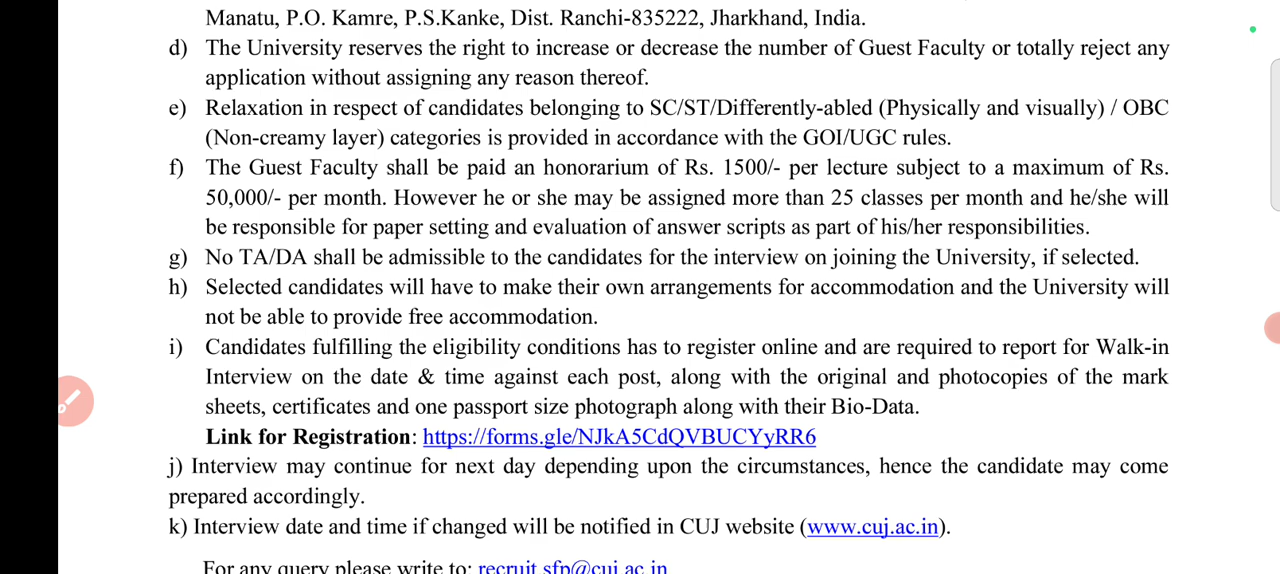 Manatu, P.O. Kamre, P.S.Kanke, Dist. Ranchi-835222, Jharkhand, India.
d) The University reserves the right to increase or decrease the number of Guest Faculty or totally reject any
application without assigning any reason thereof.
e) Relaxation in respect of candidates belonging to SC/ST/Differently-abled (Physically and visually) / OBC
(Non-creamy layer) categories is provided in accordance with the GOI/UGC rules.
f) The Guest Faculty shall be paid an honorarium of Rs. 1500/- per lecture subject to a maximum of Rs.
50,000/- per month. However he or she may be assigned more than 25 classes per month and he/she will
be responsible for paper setting and evaluation of answer scripts as part of his/her responsibilities.
g) No TA/DA shall be admissible to the candidates for the interview on joining the University, if selected.
h) Selected candidates will have to make their own arrangements for accommodation and the University will
not be able to provide free accommodation.
i) Candidates fulfilling the eligibility conditions has to register online and are required to report for Walk-in
Interview on the date & time against each post, along with the original and photocopies of the mark
sheets, certificates and one passport size photograph along with their Bio-Data.
Link for Registration: https://forms.gle/NJkA5CdQVBUCYyRR6
j) Interview may continue for next day depending upon the circumstances, hence the candidate may come
prepared accordingly.
k) Interview date and time if changed will be notified in CUJ website (www.cuj.ac.in).
For any query please write to: recruit.sfp@cuj.ac.in